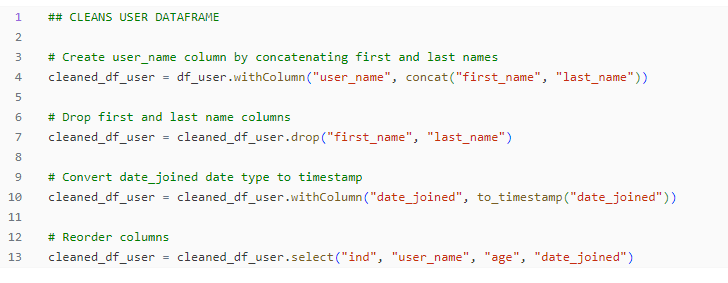 1 ## CLEANS USER DATAFRAME
2
3 # Create user_name column by concatenating first and last names
4 cleaned_df_user = df_user.withColumn("user_name", concat("first_name", "last_name"))
5
6 # Drop first and last name columns
7 cleaned_df_user = cleaned_df_user.drop("first_name", "last_name")
8
9 # Convert date_joined date type to timestamp
10 cleaned_df_user = cleaned_df_user.withColumn("date_joined", to_timestamp("date_joined"))
11
12 # Reorder columns
13 cleaned_df_user = cleaned_df_user.select("ind", "user_name", "age", "date_joined")